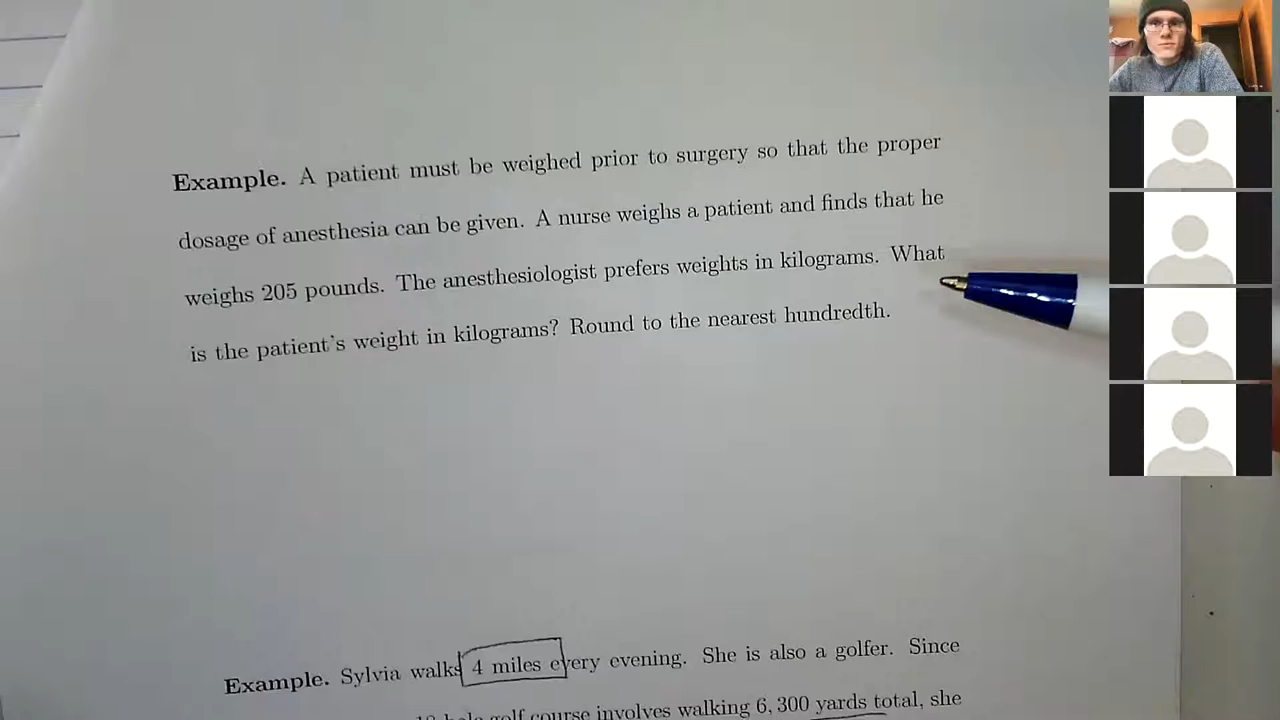 Example. A patient must be weighed prior to surgery so that the proper
dosage of anesthesia can be given. A nurse weighs a patient and finds that he
weighs 205 pounds. The anesthesiologist prefers weights in kilograms. What
is the patient's weight in kilograms? Round to the nearest hundredth.
Example. Sylvia walks 4 miles every evening. She is also a golfer. Since
golf course involves walking 6,300 yards total, she